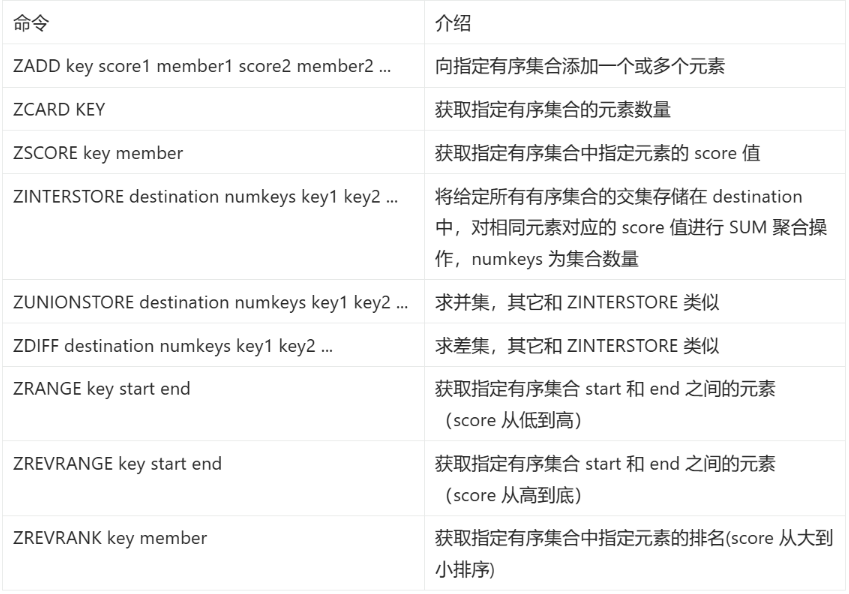 命令
介绍
ZADD key score1 member1 score2 member2 ...
向指定有序集合添加一个或多个元素
ZCARD KEY
获取指定有序集合的元素数量
ZSCORE key member
获取指定有序集合中指定元素的 score 值
ZINTERSTORE destination numkeys key1 key2 ...
将给定所有有序集合的交集存储在 destination
中，对相同元素对应的 score 值进行 SUM 聚合操
作，numkeys 为集合数量
ZUNIONSTORE destination numkeys key1 key2 ...
求并集，其它和 ZINTERSTORE 类似
ZDIFF destination numkeys key1 key2 ...
求差集，其它和 ZINTERSTORE 类似
ZRANGE key start end
获取指定有序集合 start 和 end 之间的元素
（score 从低到高）
ZREVRANGE key start end
获取指定有序集合 start 和 end 之间的元素
（score 从高到底）
ZREVRANK key member
获取指定有序集合中指定元素的排名(score 从大到
小排序)